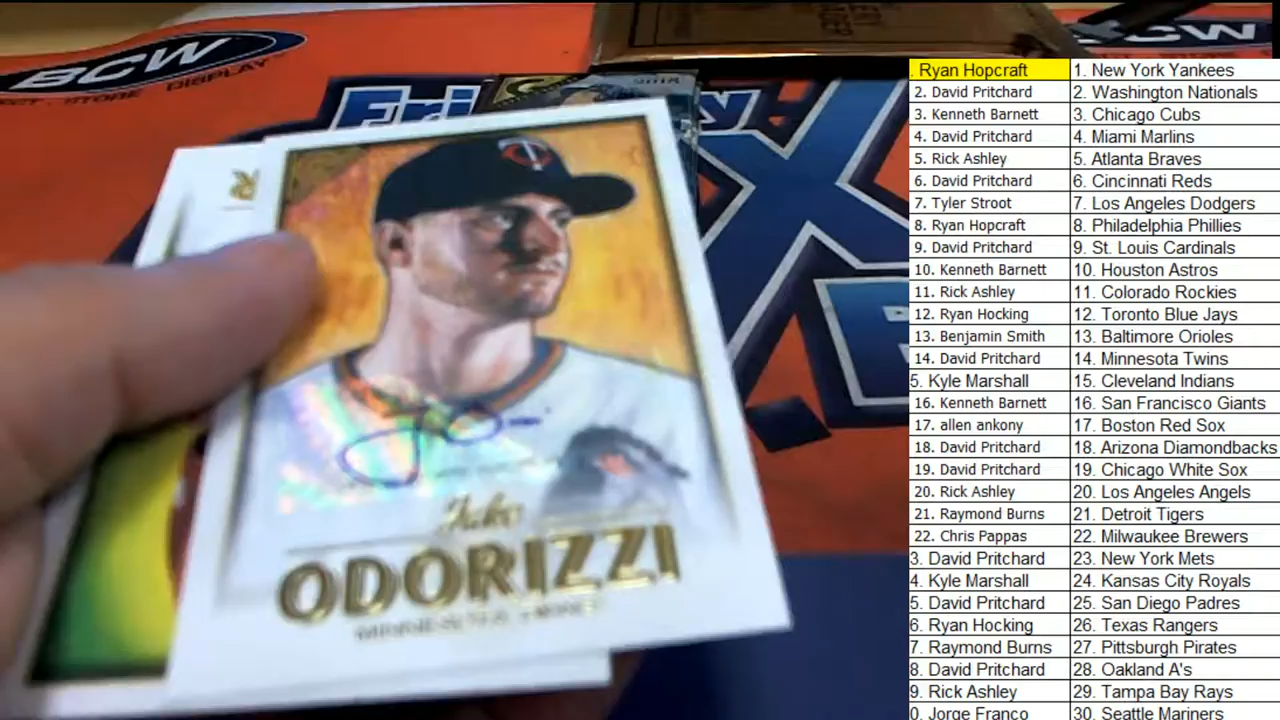 BCW
DISPLAY
STORE
BCW
Fri
2018
Jake
ODORIZZI
MINNESOTA TWINS
. Ryan Hopcraft 1. New York Yankees
2. David Pritchard 2. Washington Nationals
3. Kenneth Barnett 3. Chicago Cubs
4. David Pritchard 4. Miami Marlins
5. Rick Ashley 5. Atlanta Braves
6. David Pritchard 6. Cincinnati Reds
7. Tyler Stroot 7. Los Angeles Dodgers
8. Ryan Hopcraft 8. Philadelphia Phillies
9. David Pritchard 9. St. Louis Cardinals
10. Kenneth Barnett 10. Houston Astros
11. Rick Ashley 11. Colorado Rockies
12. Ryan Hocking 12. Toronto Blue Jays
13. Benjamin Smith 13. Baltimore Orioles
14. David Pritchard 14. Minnesota Twins
5. Kyle Marshall 15. Cleveland Indians
16. Kenneth Barnett 16. San Francisco Giants
17. allen ankony 17. Boston Red Sox
18. David Pritchard 18. Arizona Diamondbacks
19. David Pritchard 19. Chicago White Sox
20. Rick Ashley 20. Los Angeles Angels
21. Raymond Burns 21. Detroit Tigers
22. Chris Pappas 22. Milwaukee Brewers
3. David Pritchard 23. New York Mets
4. Kyle Marshall 24. Kansas City Royals
5. David Pritchard 25. San Diego Padres
6. Ryan Hocking 26. Texas Rangers
7. Raymond Burns 27. Pittsburgh Pirates
8. David Pritchard 28. Oakland A's
9. Rick Ashley 29. Tampa Bay Rays
0. Jorge Franco 30. Seattle Mariners